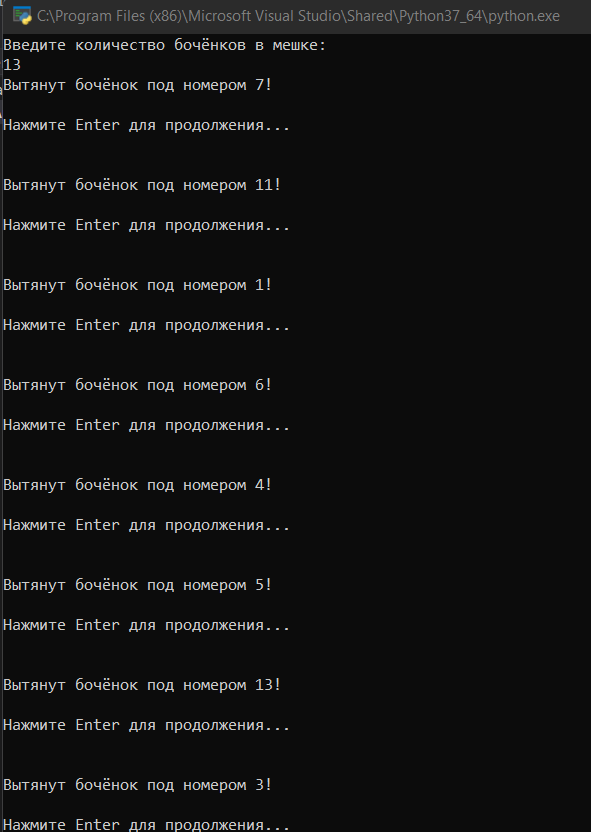 C:\Program Files (x86)\Microsoft Visual Studio\Shared\Python37_64\python.exe
Введите количество бочёнков в мешке:
13
Вытянут бочёнок под номером 7!
Нажмите Enter для продолжения...
Вытянут бочёнок под номером 11!
Нажмите Enter для продолжения...
Вытянут бочёнок под номером 1!
Нажмите Enter для продолжения...
Вытянут бочёнок под номером 6!
Нажмите Enter для продолжения...
Вытянут бочёнок под номером 4!
Нажмите Enter для продолжения...
Вытянут бочёнок под номером 5!
Нажмите Enter для продолжения...
Вытянут бочёнок под номером 13!
Нажмите Enter для продолжения...
Вытянут бочёнок под номером 3!
Нажмите Enter для продолжения...